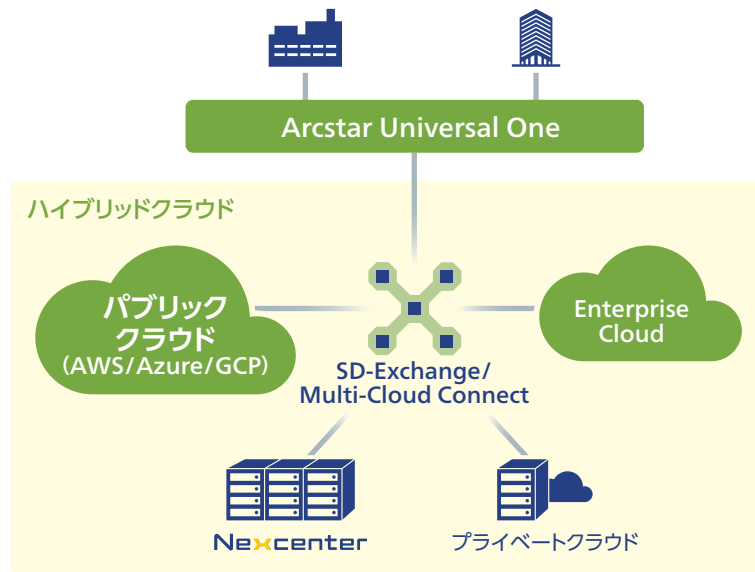 Arcstar Universal One
ハイブリッドクラウド
パブリック
クラウド
（AWS/Azure/GCP）
Enterprise
Cloud
SD-Exchange/
Multi-Cloud Connect
Nexcenter
プライベートクラウド